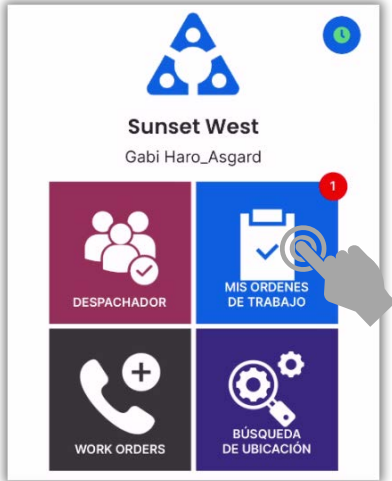 Sunset West
Gabi Haro_Asgard
1
DESPACHADOR
MIS ORDENES
DE TRABAJO
WORK ORDERS
BÚSQUEDA
DE UBICACIÓN